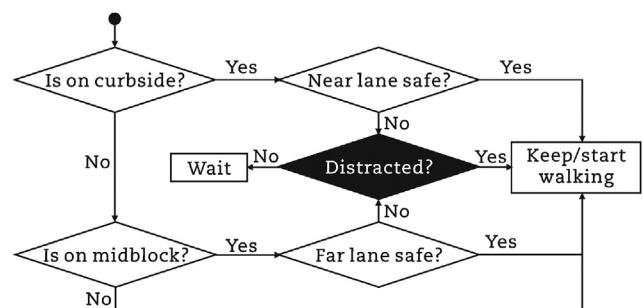 Is on curbside?
Yes
Near lane safe?
Yes
No
No
Wait
No
Distracted?
Yes
Keep/start
walking
No
Is on midblock?
Yes
Far lane safe?
Yes
No